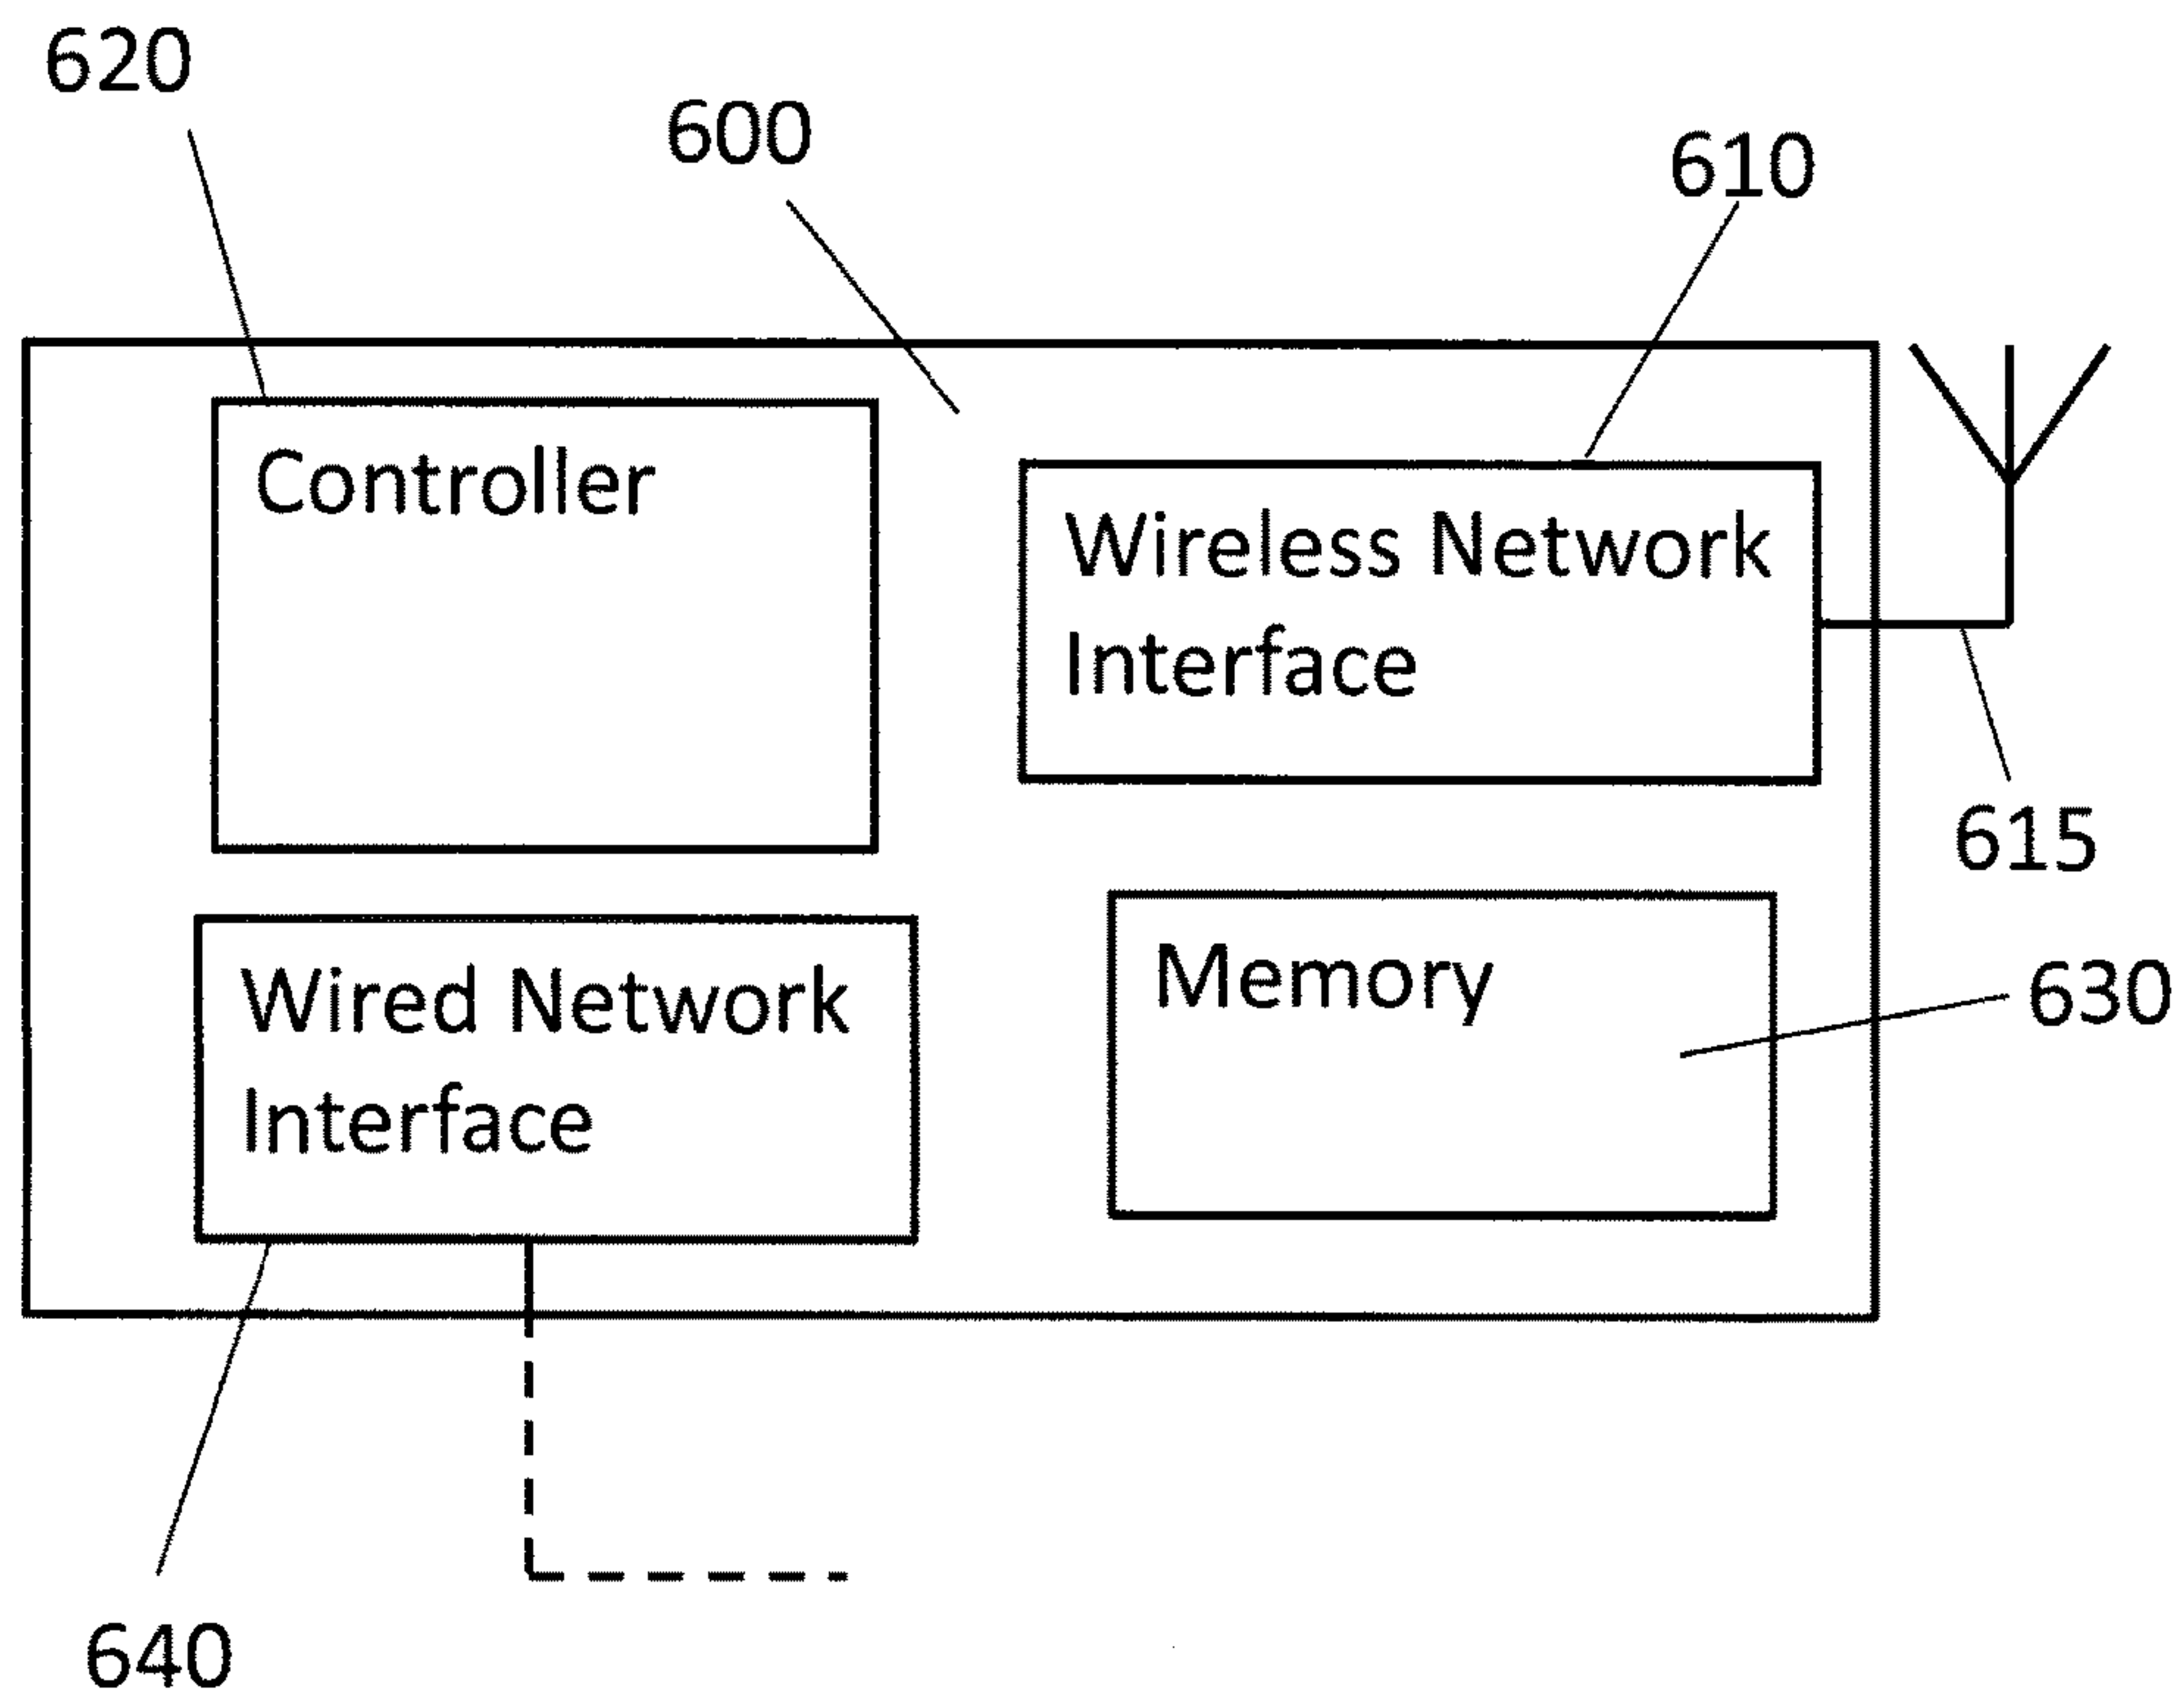 620
600
610
Controller
Wireless Network
Interface
615
Wired Network
Interface
Memory
630
640